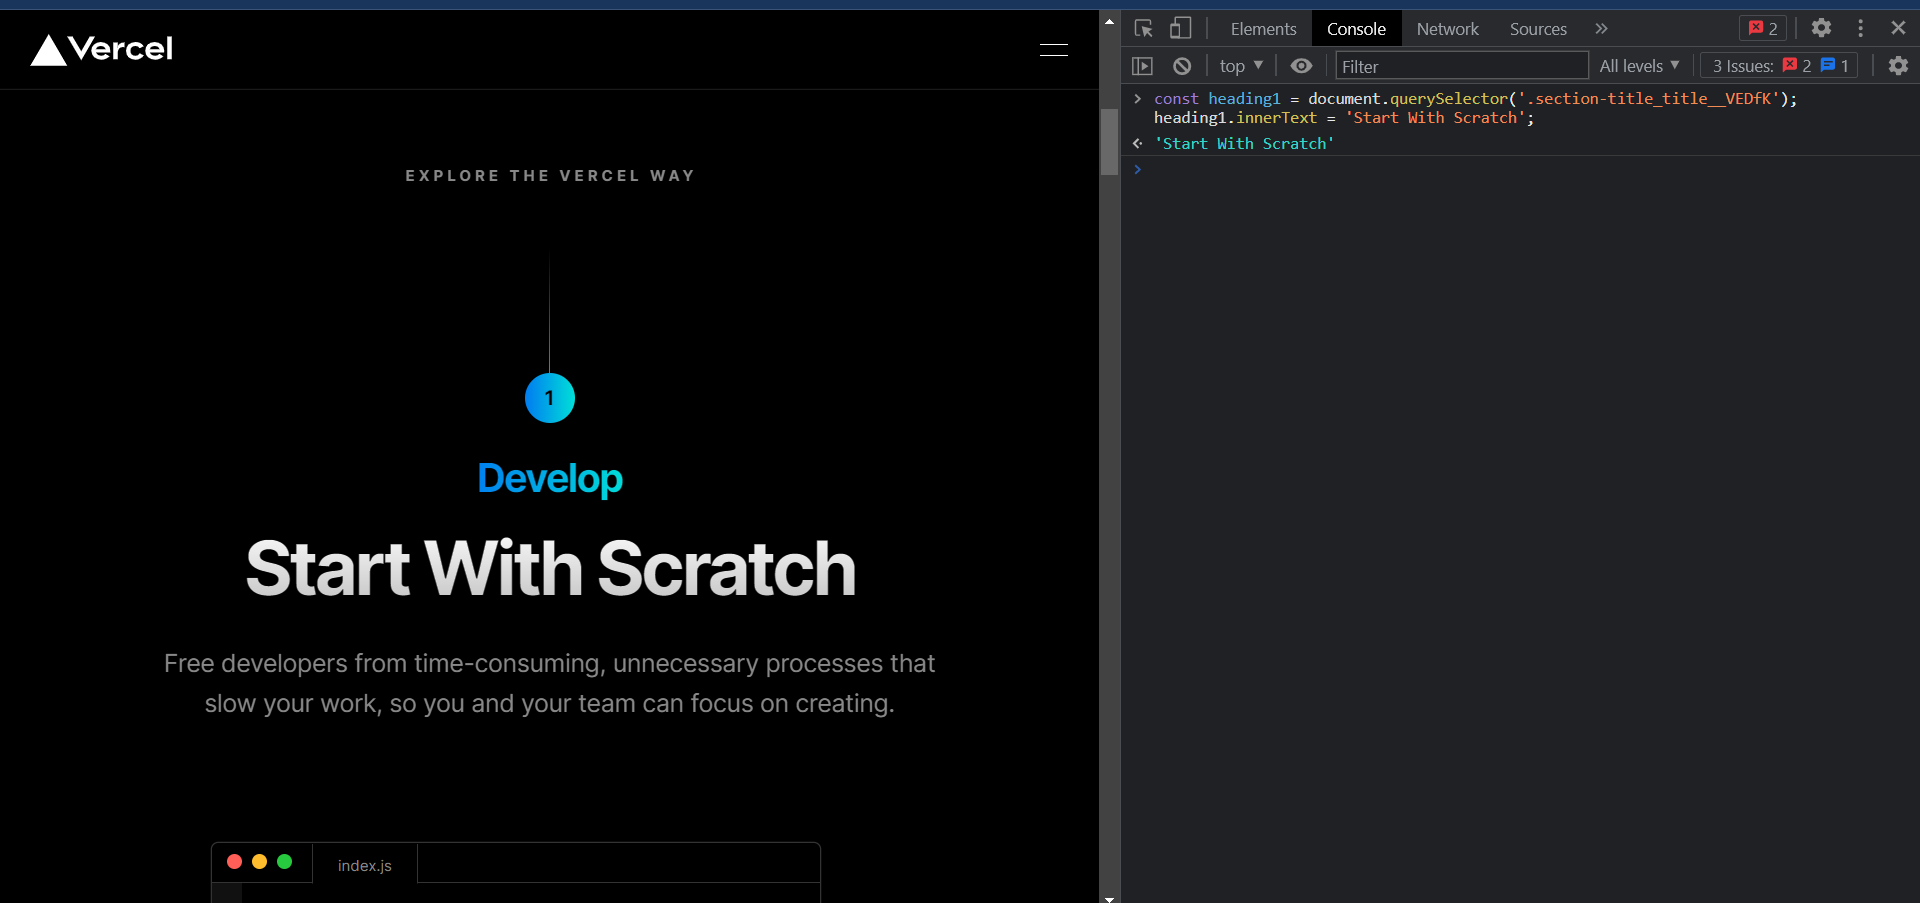 Vercel
EXPLORE THE VERCEL WAY
1
Develop
Start With Scratch
Free developers from time-consuming, unnecessary processes that
slow your work, so you and your team can focus on creating.
index.js
Elements Console Network Sources 2
top Filter All levels 3 Issues: 2 1
const heading1 = document.querySelector('.section-title_title__VEDfK');
heading1.innerText = 'Start With Scratch';
'Start With Scratch'